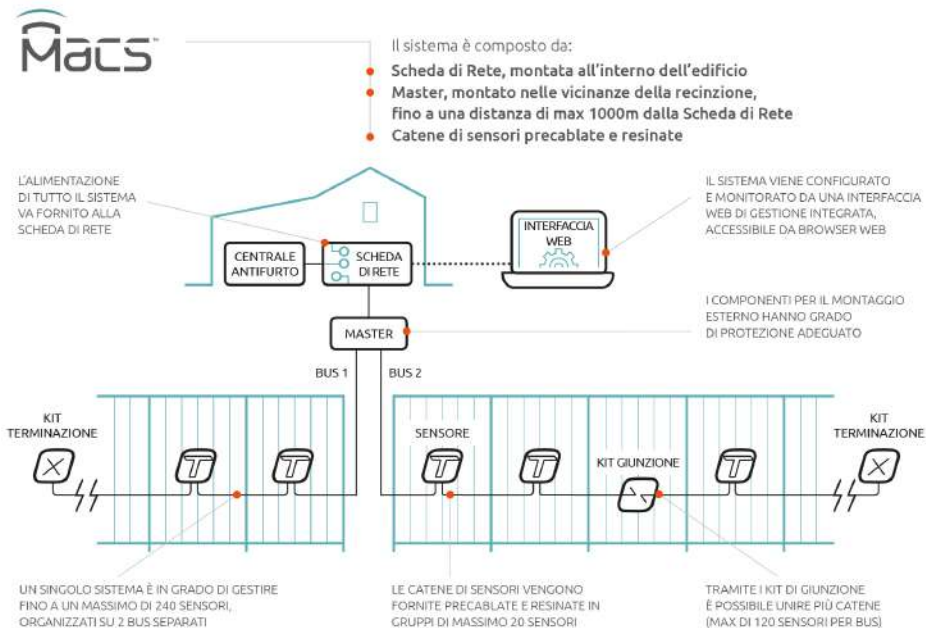 Macs™
Il sistema è composto da:
Scheda di Rete, montata all'interno dell'edificio
Master, montato nelle vicinanze della recinzione,
fino a una distanza di max 1000m dalla Scheda di Rete
Catene di sensori precablate e resinate
L'ALIMENTAZIONE
DI TUTTO IL SISTEMA
VA FORNITO ALLA
SCHEDA DI RETE
IL SISTEMA VIENE CONFIGURATO
E MONITORATO DA UNA INTERFACCIA
WEB DI GESTIONE INTEGRATA,
ACCESSIBILE DA BROWSER WEB
CENTRALE
ANTIFURTO
SCHEDA
DI RETE
INTERFACCIA
WEB
I COMPONENTI PER IL MONTAGGIO
ESTERNO HANNO GRADO
DI PROTEZIONE ADEGUATO
MASTER
BUS 1
BUS 2
KIT
TERMINAZIONE
SENSORE
KIT GIUNZIONE
KIT
TERMINAZIONE
UN SINGOLO SISTEMA È IN GRADO DI GESTIRE
FINO A UN MASSIMO DI 240 SENSORI,
ORGANIZZATI SU 2 BUS SEPARATI
LE CATENE DI SENSORI VENGONO
FORNITE PRECABLATE E RESINATE IN
GRUPPI DI MASSIMO 20 SENSORI
TRAMITE I KIT DI GIUNZIONE
È POSSIBILE UNIRE PIÙ CATENE
(MAX DI 120 SENSORI PER BUS)